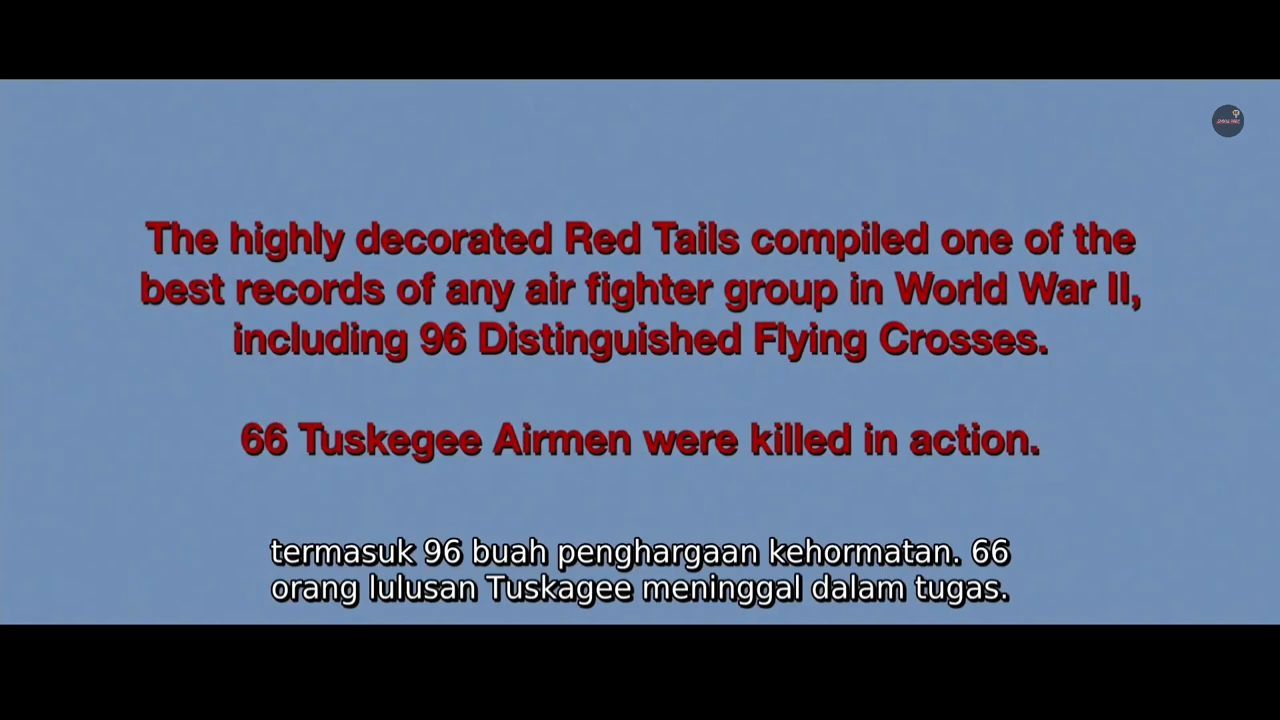 The highly decorated Red Tails compiled one of the
best records of any air fighter group in World War II,
including 96 Distinguished Flying Crosses.
66 Tuskegee Airmen were killed in action.
termasuk 96 buah penghargaan kehormatan. 66
orang lulusan Tuskagee meninggal dalam tugas.